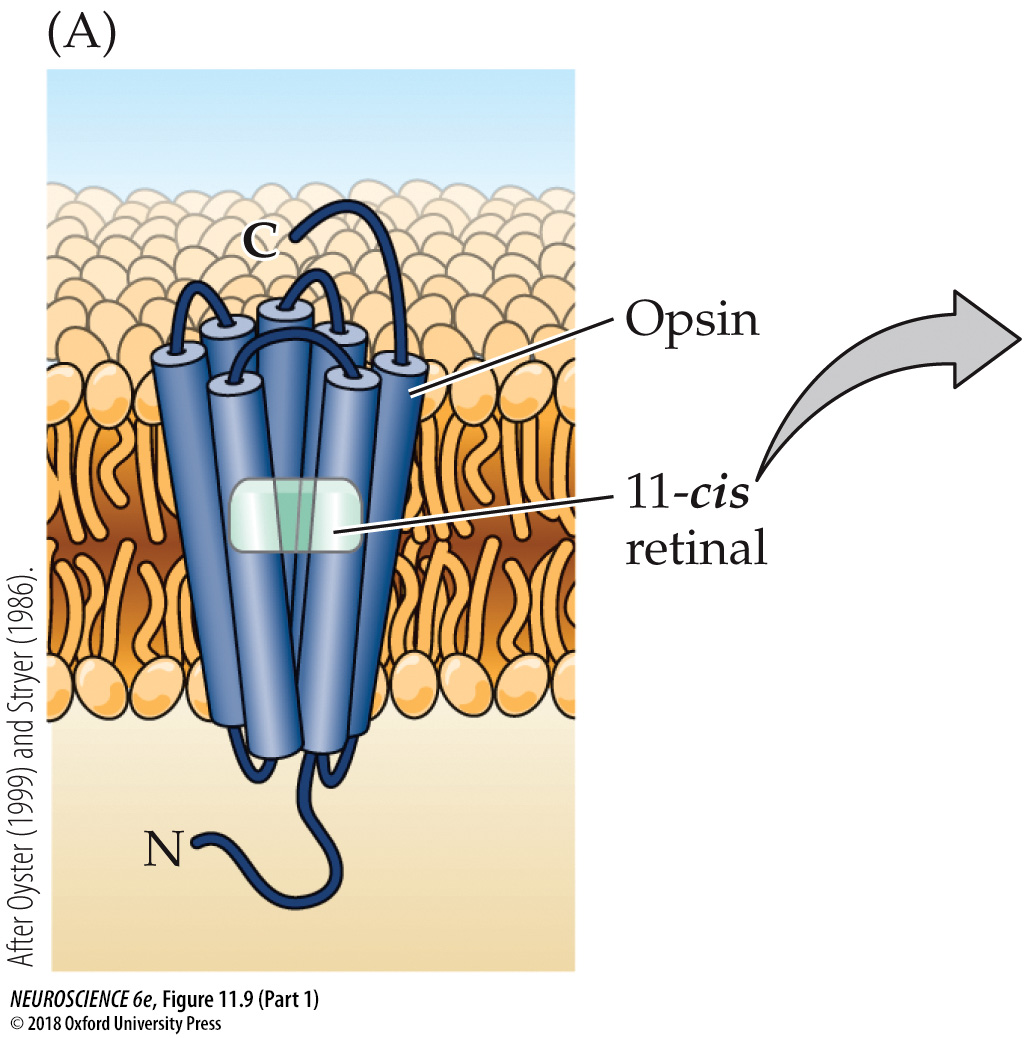 (A)
C
Opsin
11-cis
retinal
N
After Oyster (1999) and Stryer (1986).
NEUROSCIENCE 6e, Figure 11.9 (Part 1)
© 2018 Oxford University Press